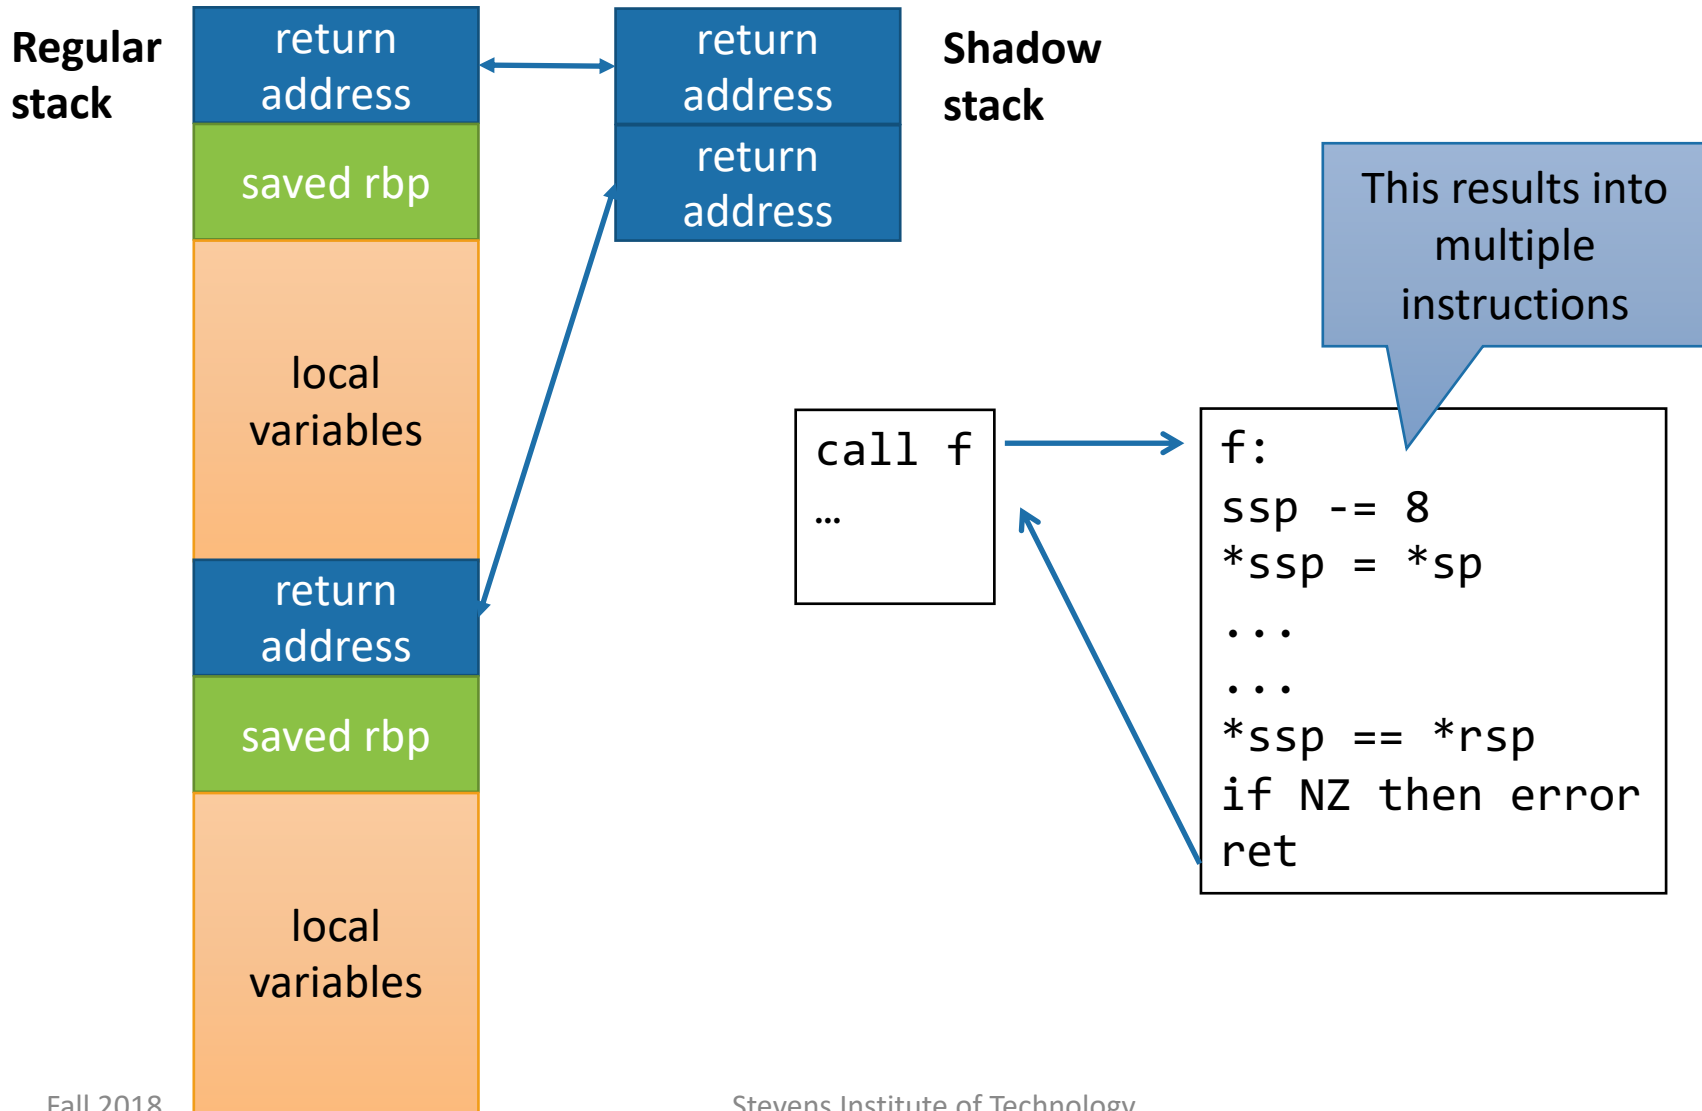 Regular
stack
return
address
saved rbp
local
variables
return
address
saved rbp
local
variables
return
address
return
address
Shadow
stack
This results into
multiple
instructions
call f
…
f:
ssp -= 8
*ssp = *sp
...
...
*ssp == *rsp
if NZ then error
ret
Fall 2018
Stevens Institute of Technology